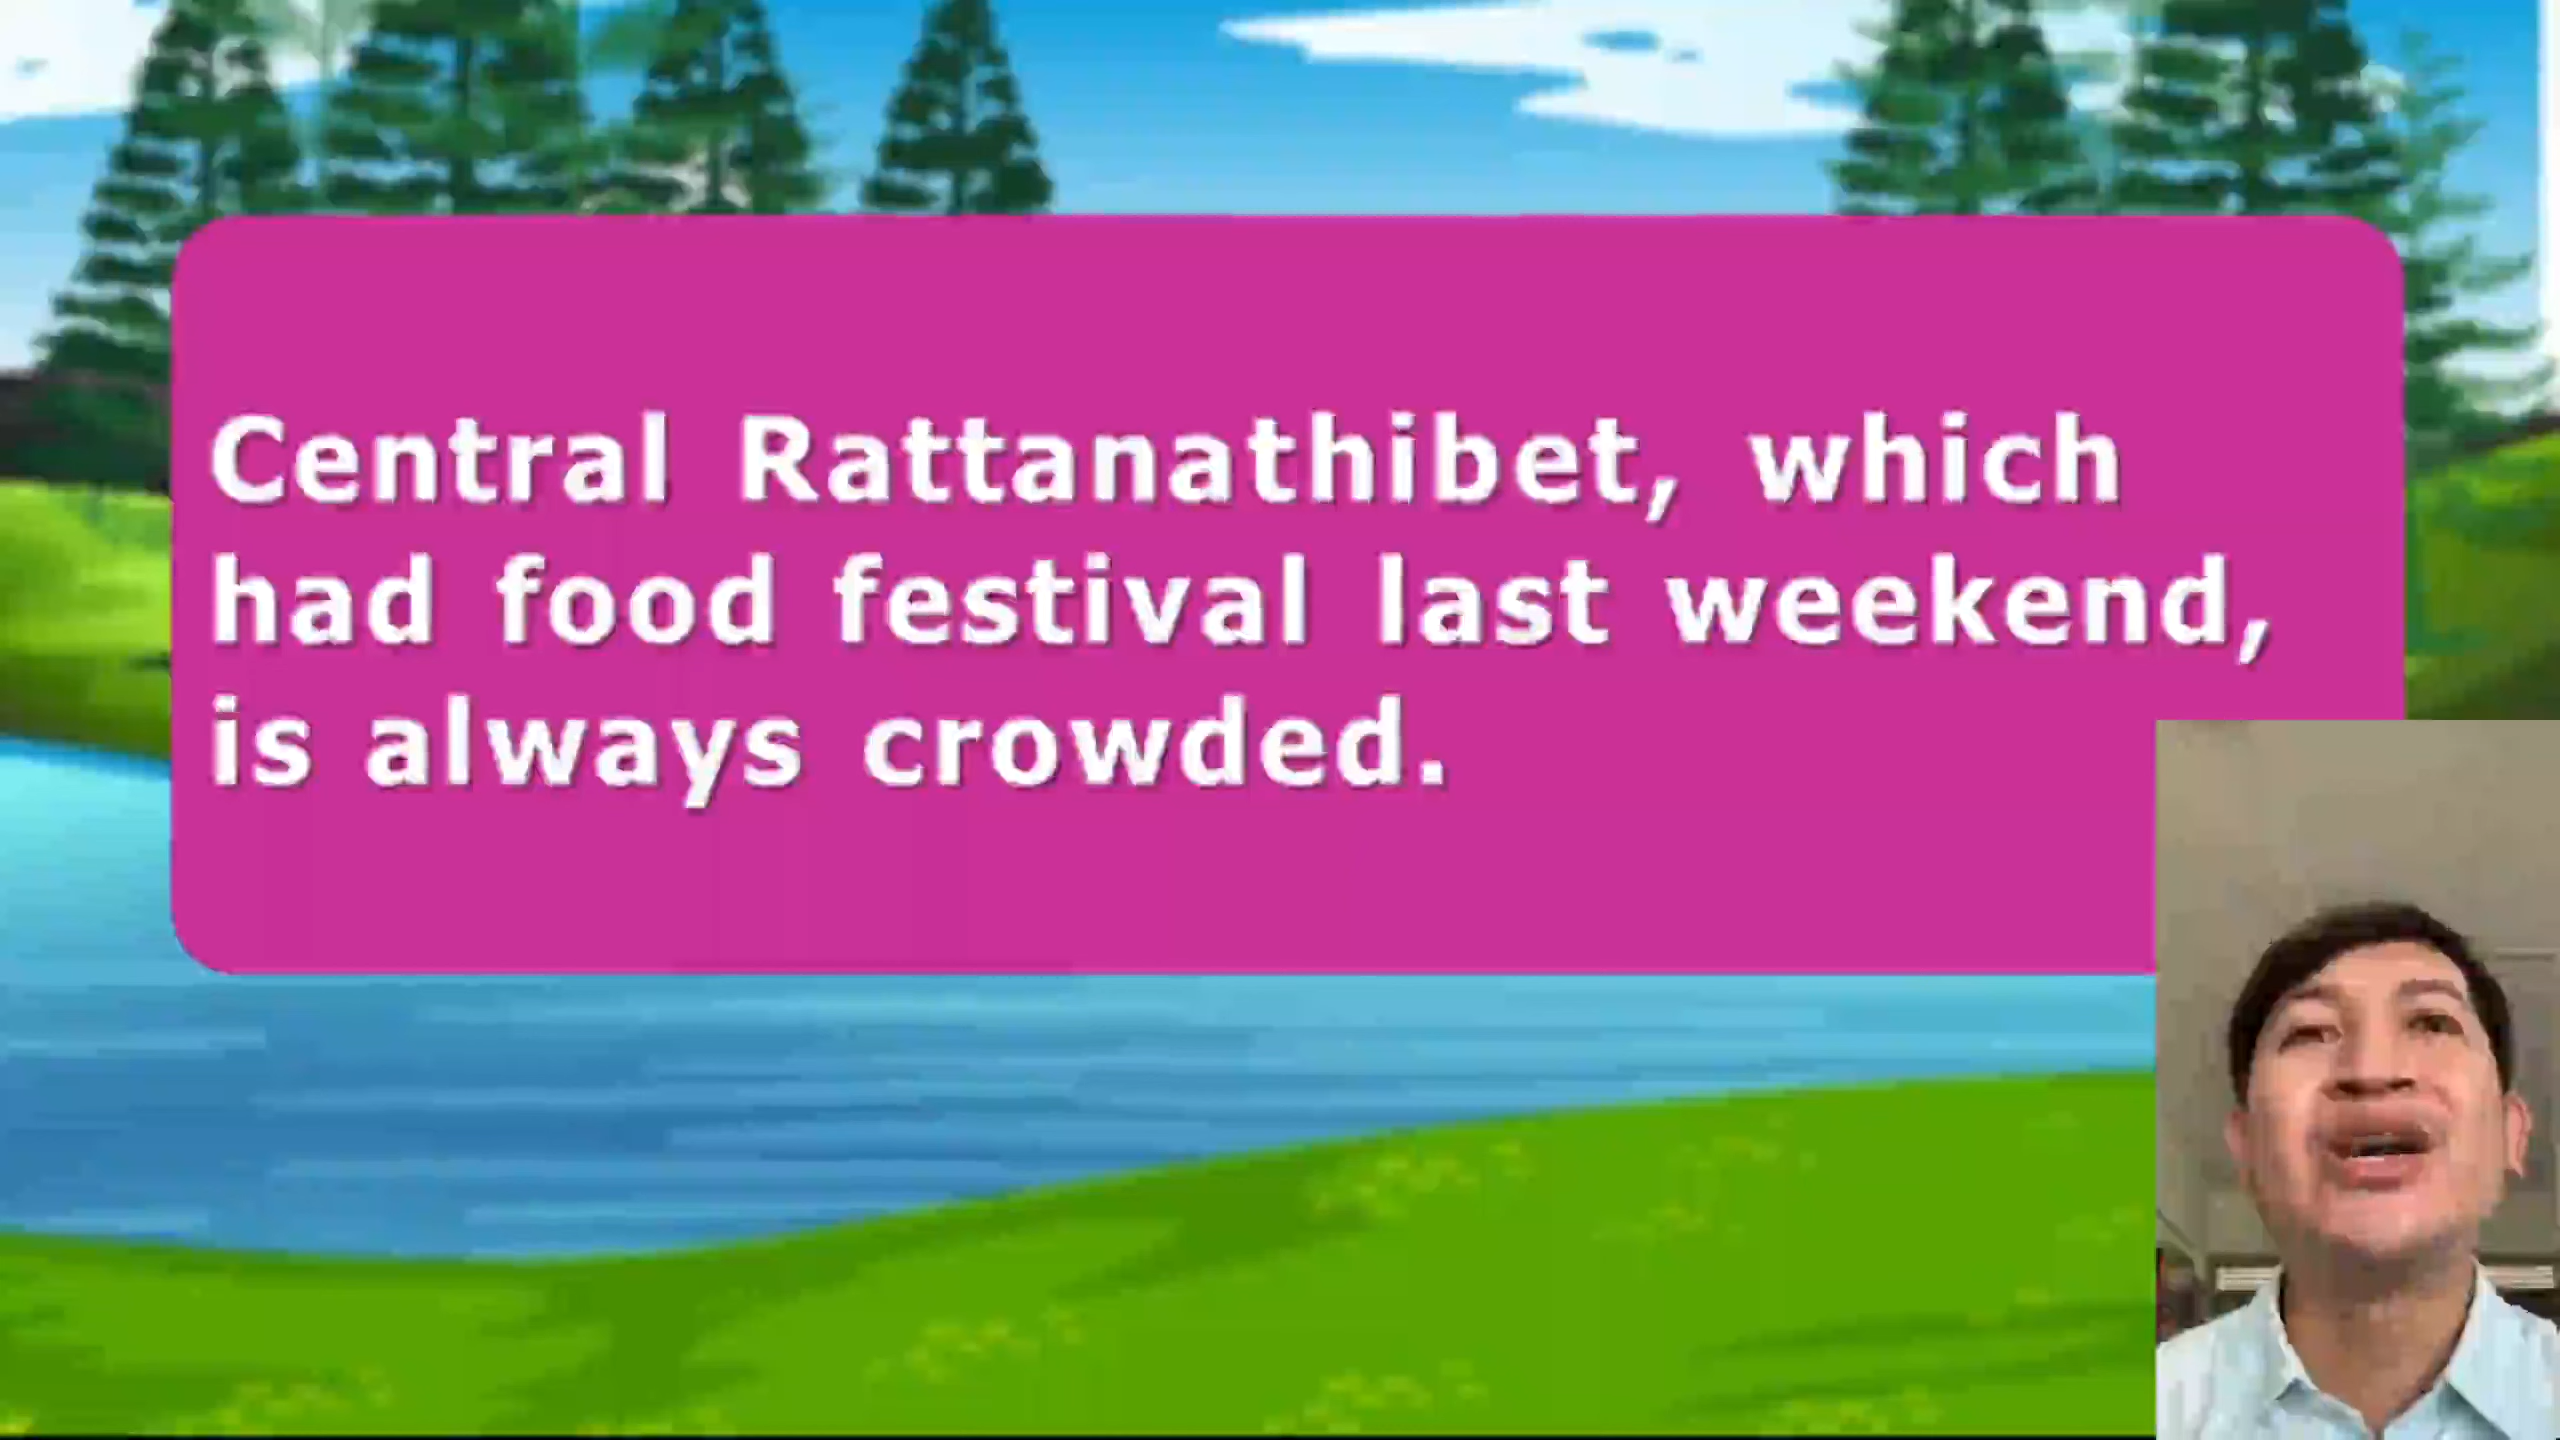 Central Rattanathibet, which
had food festival last weekend,
is always crowded.